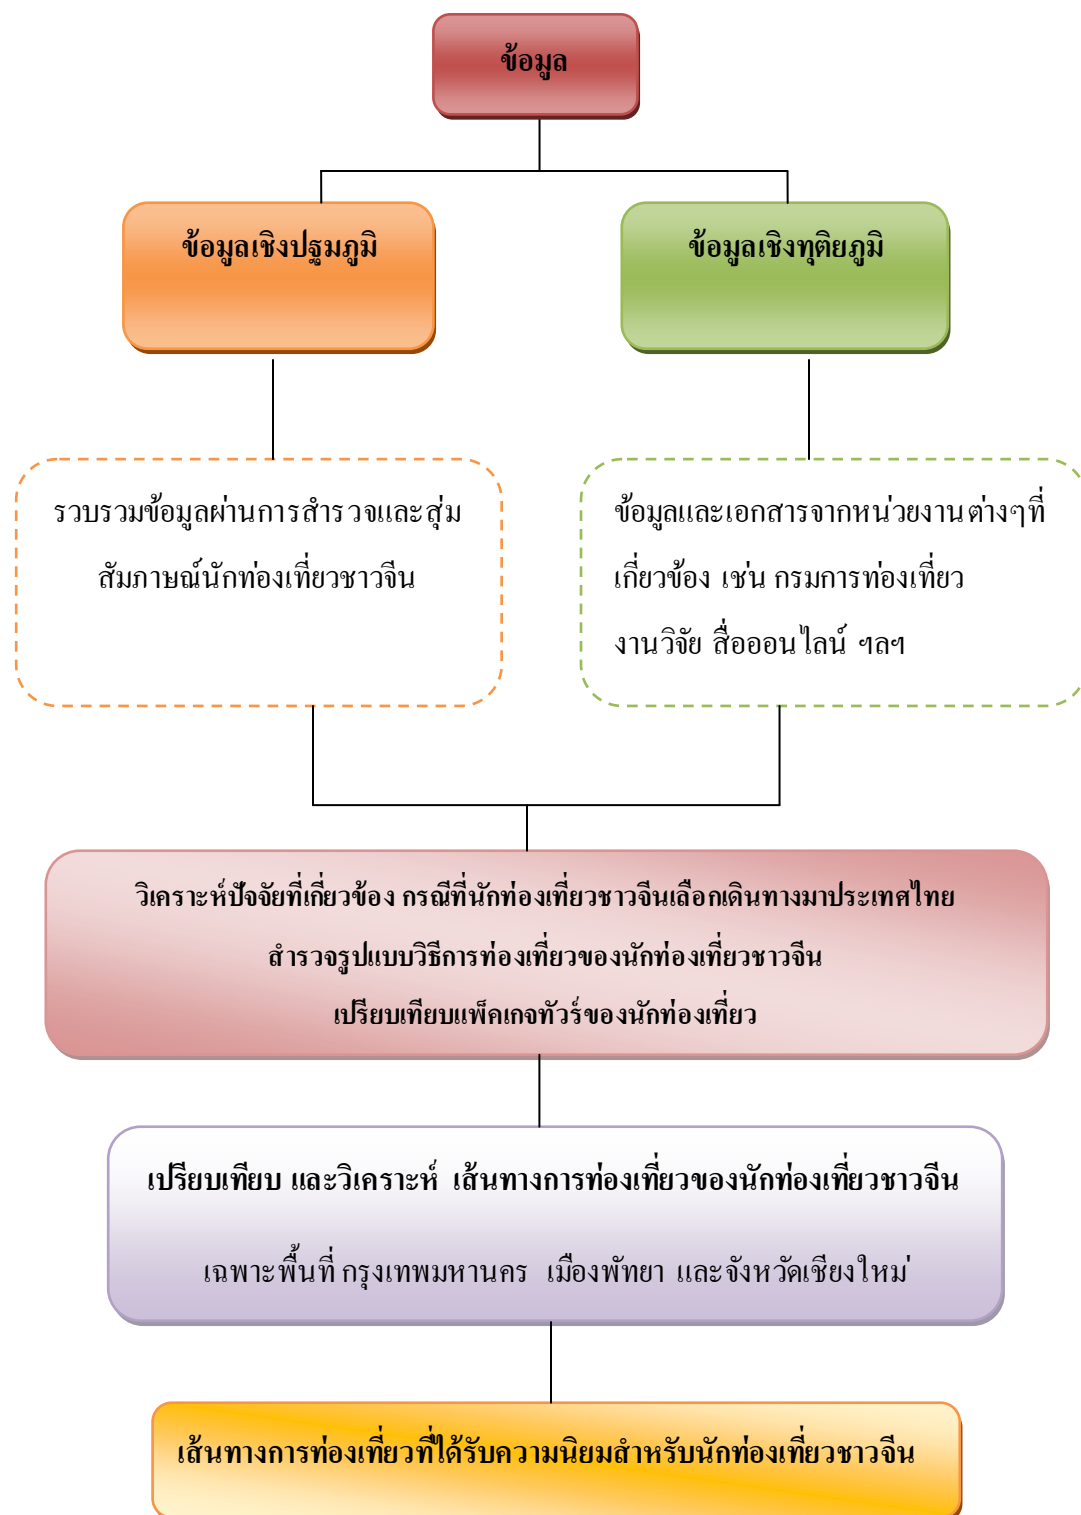 ข้อมูล
ข้อมูลเชิงปฐมภูมิ
ข้อมูลเชิงทุติยภูมิ
รวบรวมข้อมูลผ่านการสำรวจและสุ่ม
สัมภาษณ์นักท่องเที่ยวชาวจีน
ข้อมูลและเอกสารจากหน่วยงานต่างๆที่
เกี่ยวข้อง เช่น กรมการท่องเที่ยว
งานวิจัย สื่อออนไลน์ ฯลฯ
วิเคราะห์ปัจจัยที่เกี่ยวข้อง กรณีที่นักท่องเที่ยวชาวจีนเลือกเดินทางมาประเทศไทย
สำรวจรูปแบบวิธีการท่องเที่ยวของนักท่องเที่ยวชาวจีน
เปรียบเทียบแพ็คเกจทัวร์ของนักท่องเที่ยว
เปรียบเทียบ และวิเคราะห์ เส้นทางการท่องเที่ยวของนักท่องเที่ยวชาวจีน
เฉพาะพื้นที่ กรุงเทพมหานคร เมืองพัทยา และจังหวัดเชียงใหม่
เส้นทางการท่องเที่ยวที่ได้รับความนิยมสำหรับนักท่องเที่ยวชาวจีน